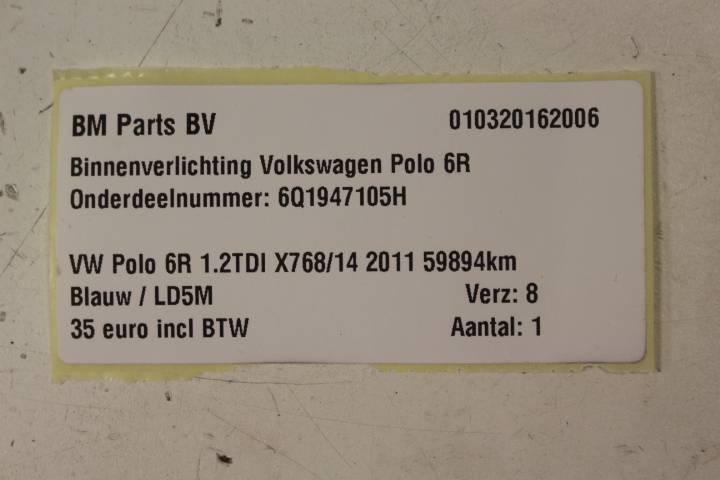 BM Parts BV 010320162006
Binnenverlichting Volkswagen Polo 6R
Onderdeelnummer: 6Q1947105H
VW Polo 6R 1.2TDI X768/14 2011 59894km
Blauw / LD5M Verz: 8
35 euro incl BTW Aantal: 1